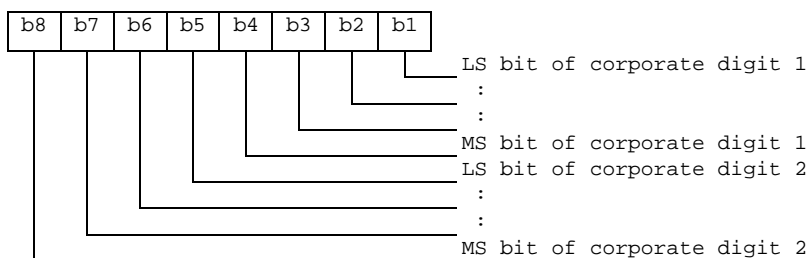 b8 b7 b6 b5 b4 b3 b2 b1
LS bit of corporate digit 1
:
:
MS bit of corporate digit 1
LS bit of corporate digit 2
:
:
MS bit of corporate digit 2